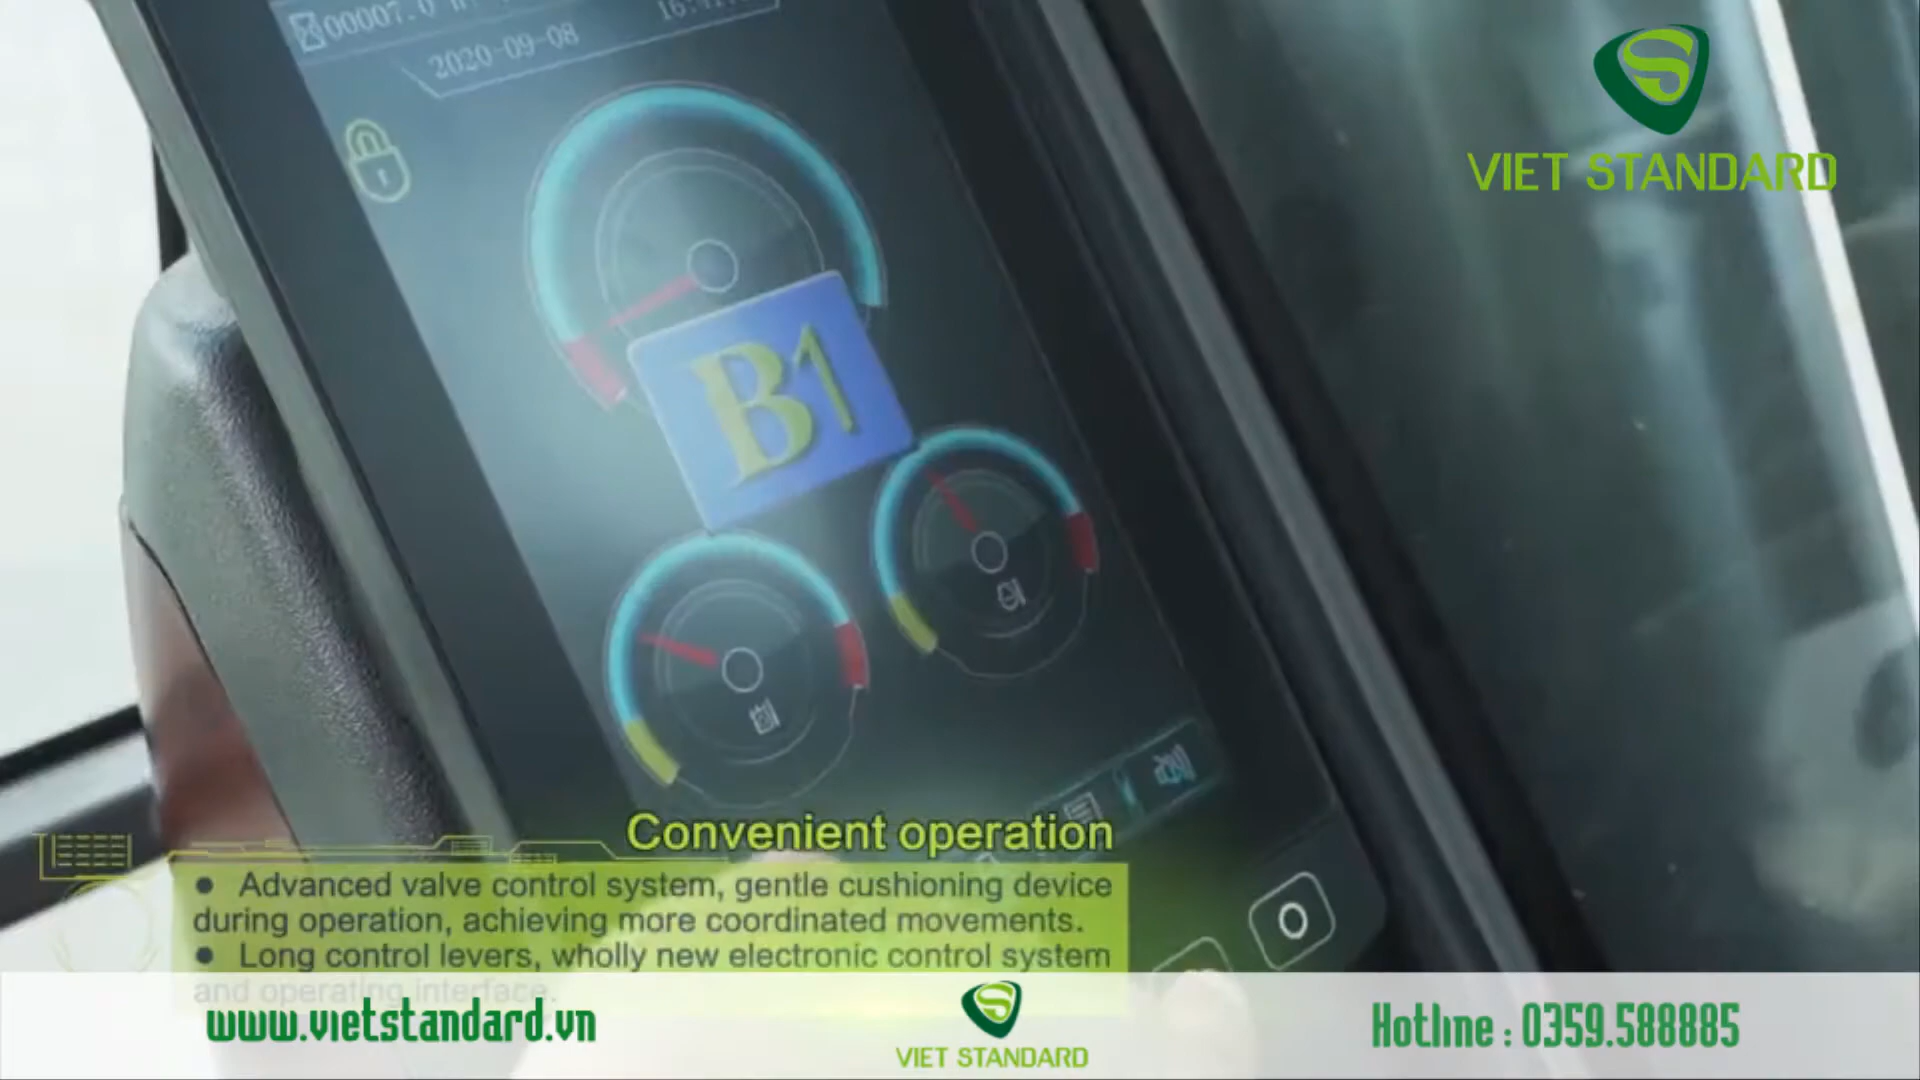 00007.0
2020-09-08
VIET STANDARD
B1
Convenient operation
● Advanced valve control system, gentle cushioning device
during operation, achieving more coordinated movements.
● Long control levers, wholly new electronic control system
and operating interface.
www.vietstandard.vn
VIET STANDARD
Hotline : 0359.588885